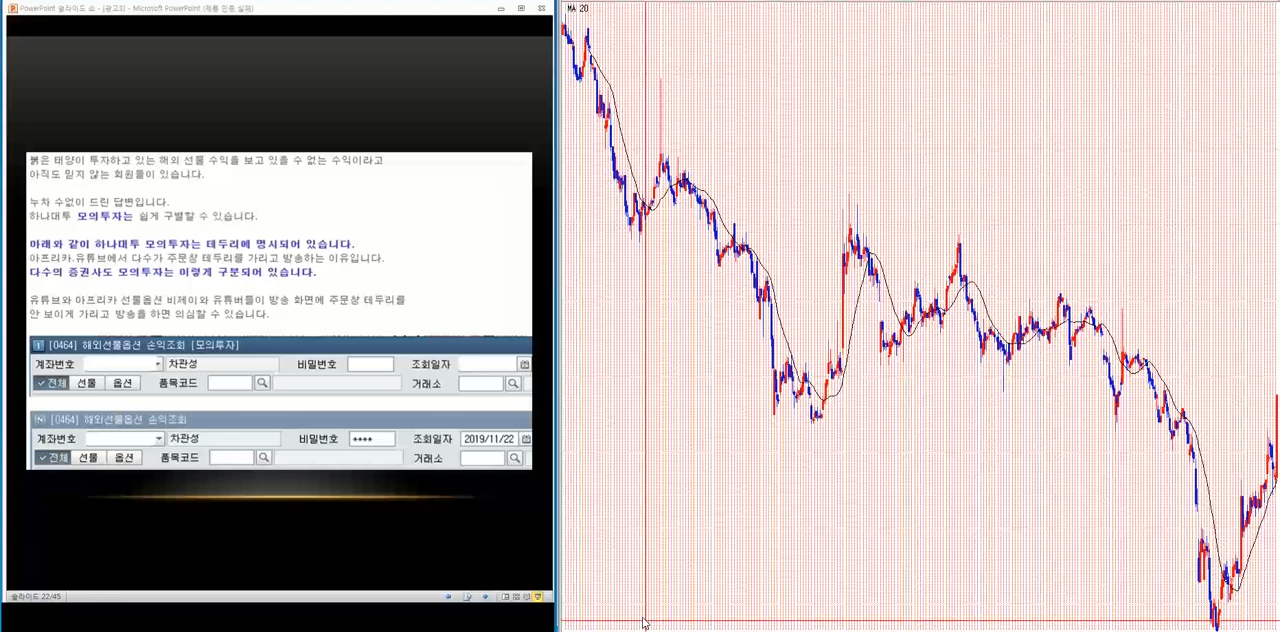 PowerPoint 슬라이드 쇼 - [광고3] - Microsoft PowerPoint (제품 인증 실패)
MA 20
붉은 태양이 투자하고 있는 해외 선물 수익을 보고 있을 수 없는 수익이라고
아직도 믿지 않는 회원들이 있습니다.
누차 수없이 드린 답변입니다.
하나대투 모의투자는 쉽게 구별할 수 있습니다.
아래와 같이 하나대투 모의투자는 테두리에 명시되어 있습니다.
아프리카.유튜브에서 다수가 주문창 테두리를 가리고 방송하는 이유입니다.
다수의 증권사도 모의투자는 이렇게 구분되어 있습니다.
유튜브와 아프리카 선물옵션 비제이와 유튜버들이 방송 화면에 주문창 테두리를
안 보이게 가리고 방송를 하면 의심할 수 있습니다.
[0464] 해외선물옵션 손익조회 [모의투자]
계좌번호 차관성 비밀번호 조회일자
전체 선물 옵션 품목코드 거래소
[0464] 해외선물옵션 손익조회
계좌번호 차관성 비밀번호 **** 조회일자 2019/11/22
전체 선물 옵션 품목코드 거래소
슬라이드 22/45